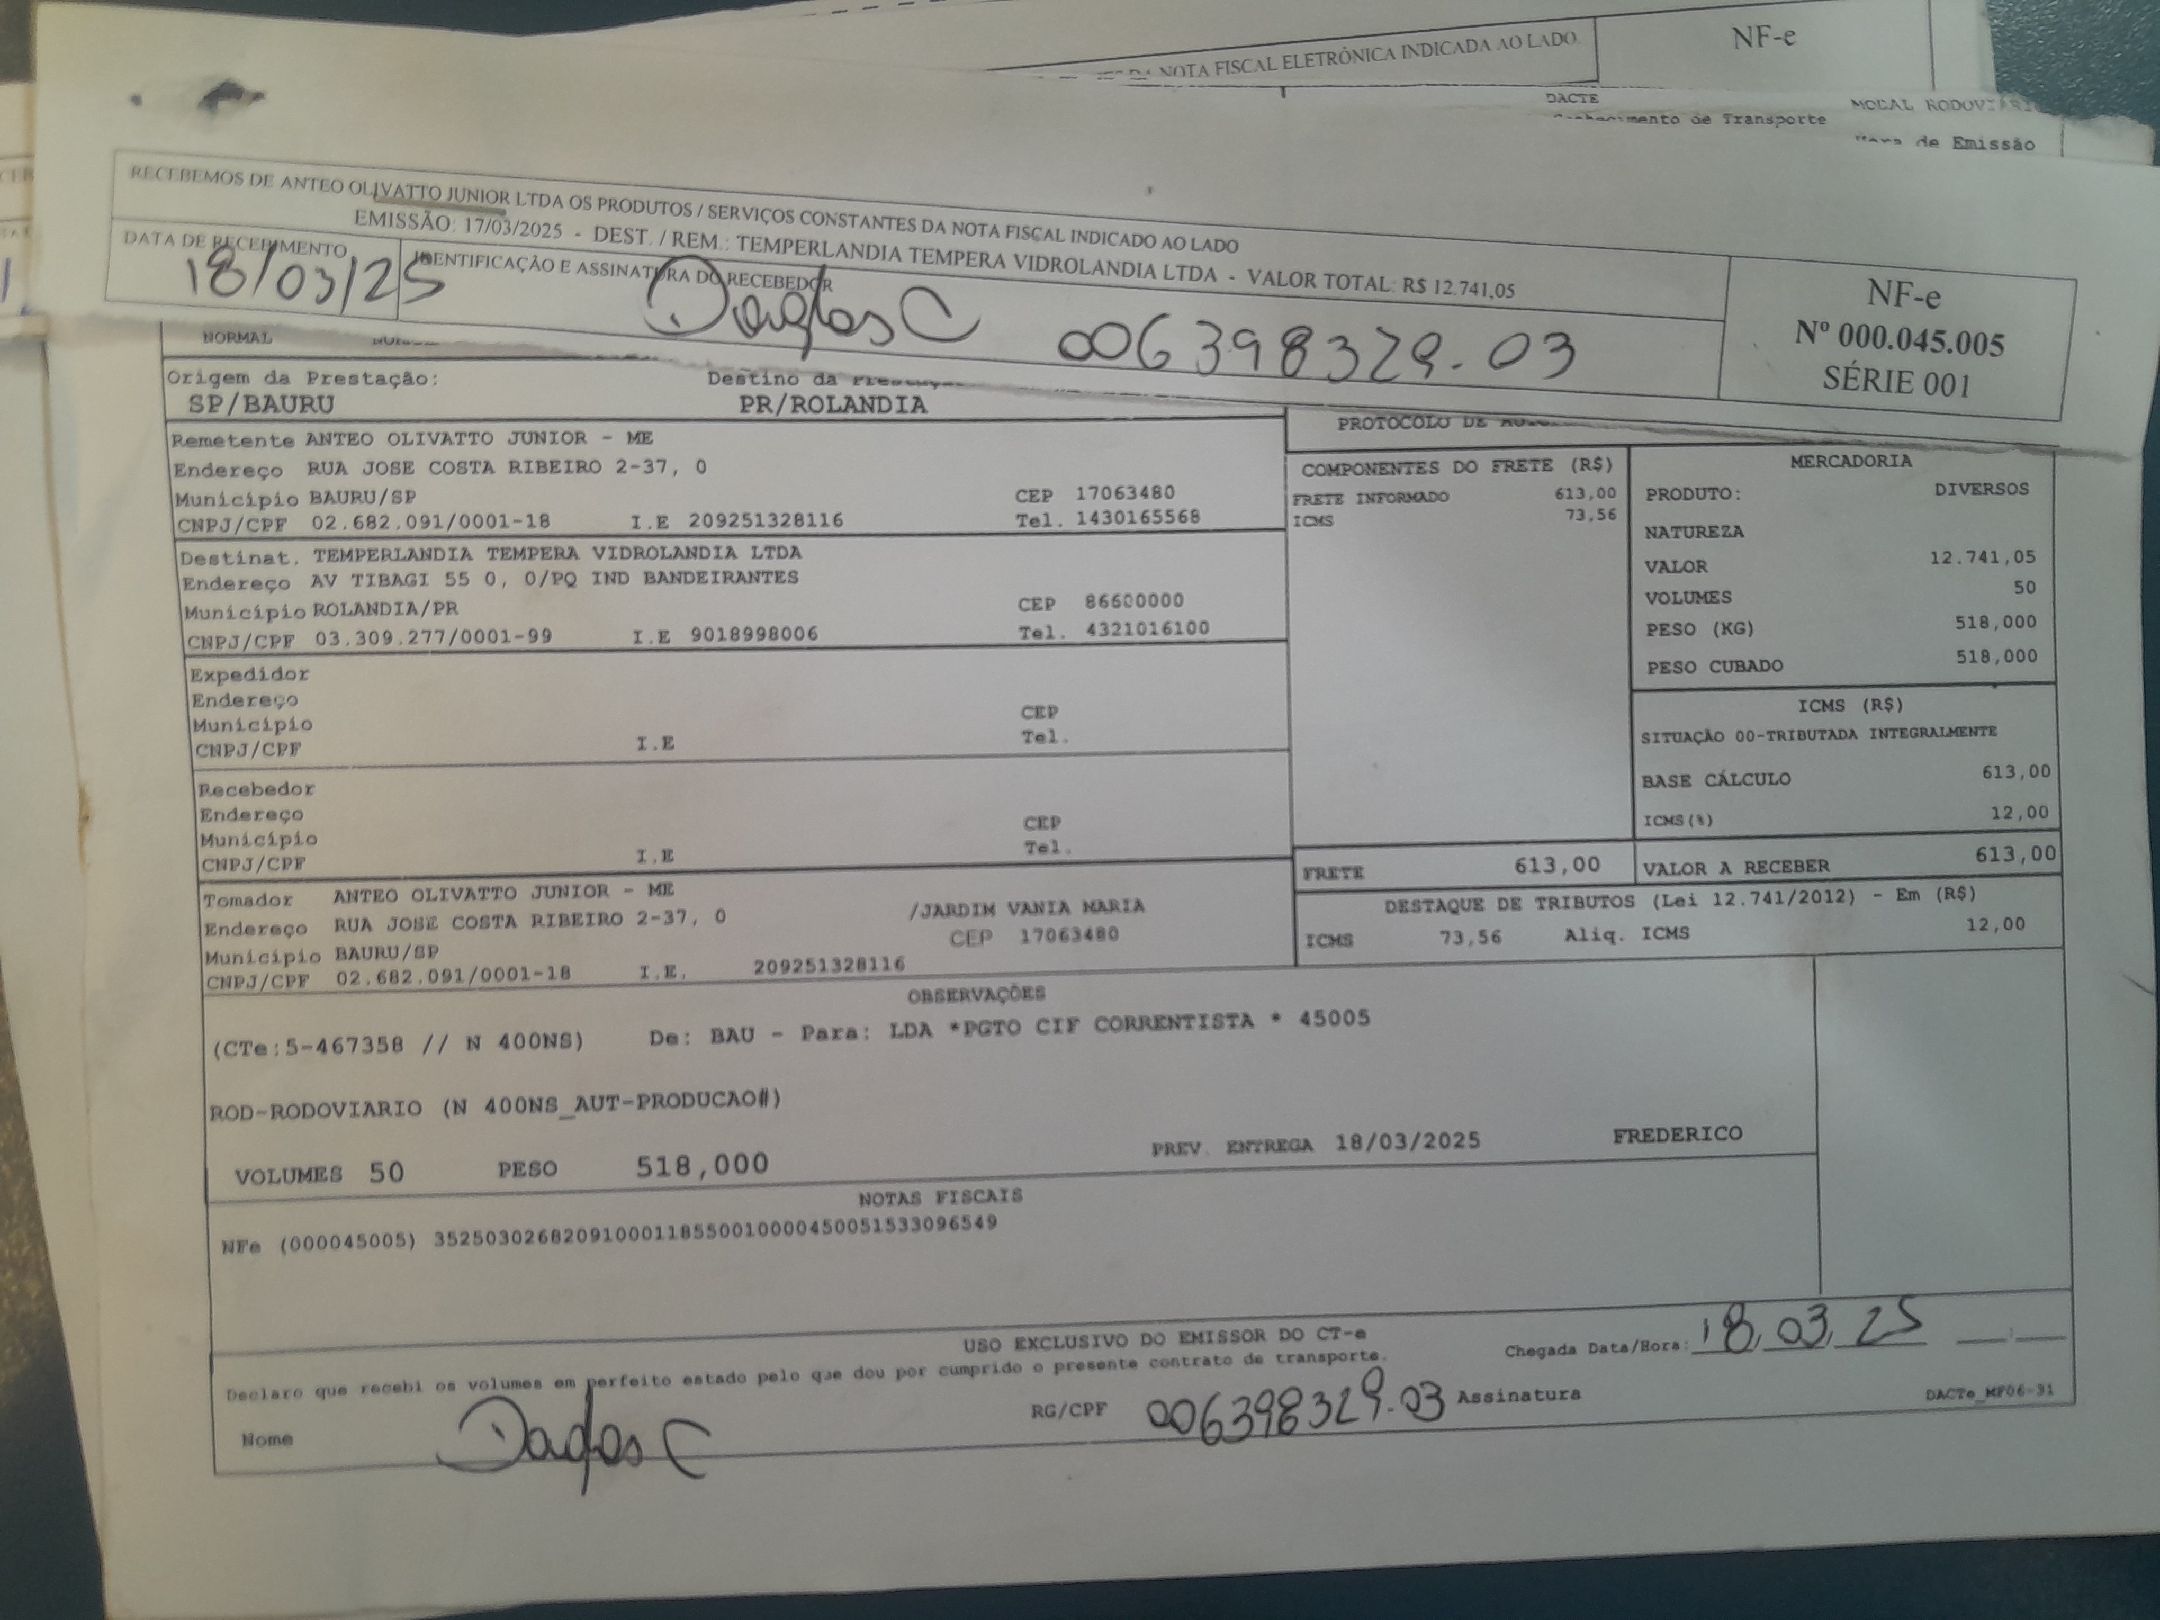 NOTA FISCAL ELETRÔNICA INDICADA AO LADO.
NF-e
DACTE
MODAL RODOVIÁRI
de Transporte
de Emissão
RECEBEMOS DE ANTEO OLIVATTO JUNIOR LTDA OS PRODUTOS / SERVIÇOS CONSTANTES DA NOTA FISCAL INDICADO AO LADO
EMISSÃO: 17/03/2025 - DEST. / REM.: TEMPERLANDIA TEMPERA VIDROLANDIA LTDA - VALOR TOTAL: R$ 12.741,05
DATA DE RECEBIMENTO
18/03/25
IDENTIFICAÇÃO E ASSINATURA DO RECEBEDOR
Douglas C 006398329.03
NF-e
Nº 000.045.005
SÉRIE 001
NORMAL
Origem da Prestação:
SP/BAURU
Destino da
PR/ROLANDIA
Remetente ANTEO OLIVATTO JUNIOR - ME
Endereço RUA JOSE COSTA RIBEIRO 2-37, 0
Município BAURU/SP CEP 17063480
CNPJ/CPF 02.682.091/0001-18 I.E 209251328116 Tel. 1430165568
Destinat. TEMPERLANDIA TEMPERA VIDROLANDIA LTDA
Endereço AV TIBAGI 55 0, 0/PQ IND BANDEIRANTES
Município ROLANDIA/PR CEP 86600000
CNPJ/CPF 03.309.277/0001-99 I.E 9018998006 Tel. 4321016100
Expedidor
Endereço
Município CEP
CNPJ/CPF I.E Tel.
Recebedor
Endereço
Município CEP
CNPJ/CPF I.E Tel.
Tomador ANTEO OLIVATTO JUNIOR - ME
Endereço RUA JOSE COSTA RIBEIRO 2-37, 0 /JARDIM VANIA MARIA
Município BAURU/SP CEP 17063480
CNPJ/CPF 02.682.091/0001-18 I.E. 209251328116
PROTOCOLO DE
COMPONENTES DO FRETE (R$)
FRETE INFORMADO 613,00
ICMS 73,56
MERCADORIA
PRODUTO: DIVERSOS
NATUREZA
VALOR 12.741,05
VOLUMES 50
PESO (KG) 518,000
PESO CUBADO 518,000
ICMS (R$)
SITUAÇÃO 00-TRIBUTADA INTEGRALMENTE
BASE CÁLCULO 613,00
ICMS(%) 12,00
FRETE 613,00
VALOR A RECEBER 613,00
DESTAQUE DE TRIBUTOS (Lei 12.741/2012) - Em (R$)
ICMS 73,56 Aliq. ICMS 12,00
OBSERVAÇÕES
(CTe:5-467358 // N 400NS) De: BAU - Para: LDA *PGTO CIF CORRENTISTA * 45005
ROD-RODOVIARIO (N 400NS_AUT-PRODUCAO#)
VOLUMES 50 PESO 518,000 PREV. ENTREGA 18/03/2025 FREDERICO
NOTAS FISCAIS
NFe (000045005) 35250302682091000118550010000450051533096549
USO EXCLUSIVO DO EMISSOR DO CT-e
Declaro que recebi os volumes em perfeito estado pelo que dou por cumprido o presente contrato de transporte.
Chegada Data/Hora: 18 03 25
Nome Douglas C RG/CPF 006398329.03 Assinatura
DACTe_MF06-31